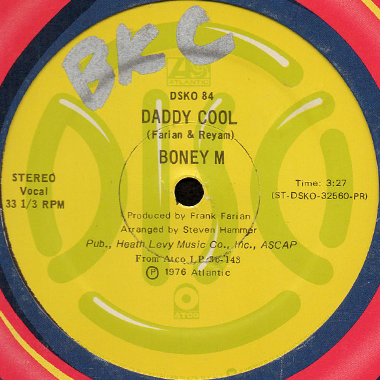 BKC
ATLANTIC
DSKO 84
DADDY COOL
(Farian & Reyam)
BONEY M
STEREO
Vocal
33 1/3 RPM
Time: 3:27
(ST-DSKO-32560-PR)
Produced by Frank Farian
Arranged by Steven Hammer
Pub., Heath Levy Music Co., Inc., ASCAP
From Atco LP 36-143
Ⓟ 1976 Atlantic
ATCO